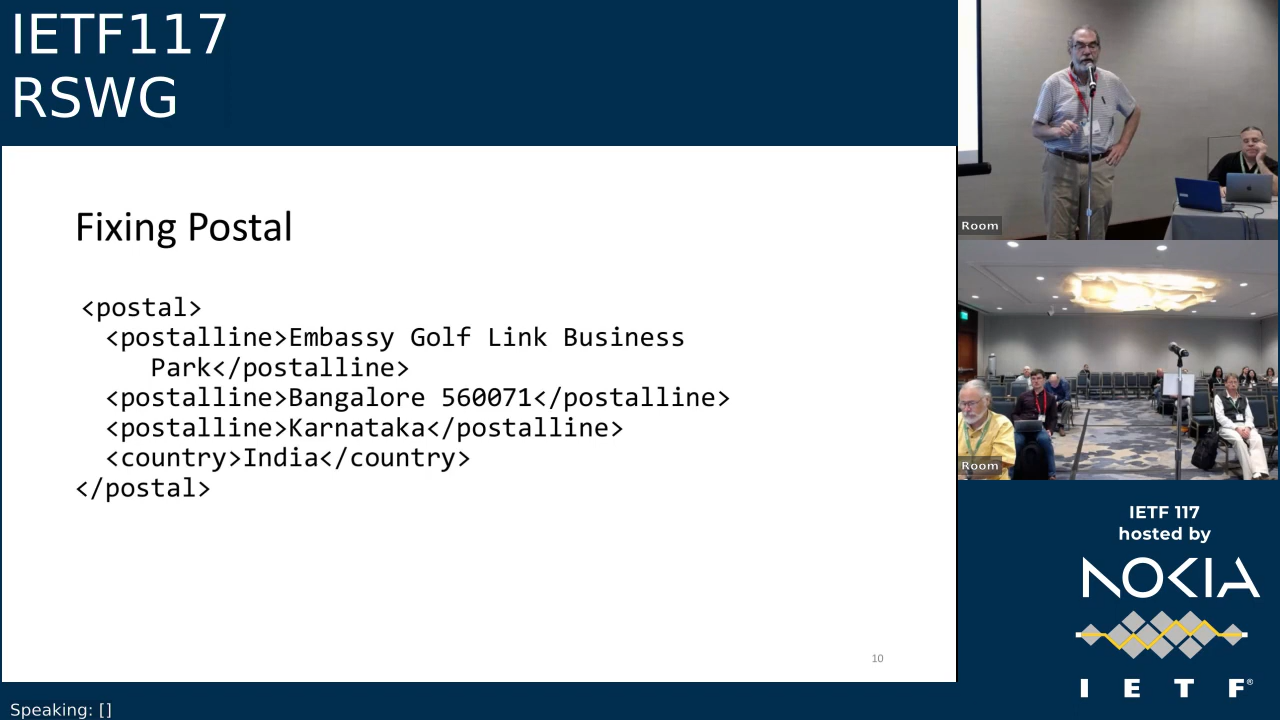 IETF117
RSWG
Fixing Postal
<postal>
<postalline>Embassy Golf Link Business
Park</postalline>
<postalline>Bangalore 560071</postalline>
<postalline>Karnataka</postalline>
<country>India</country>
</postal>
10
Speaking: []
Room
Room
IETF 117
hosted by
NOKIA
I E T F®